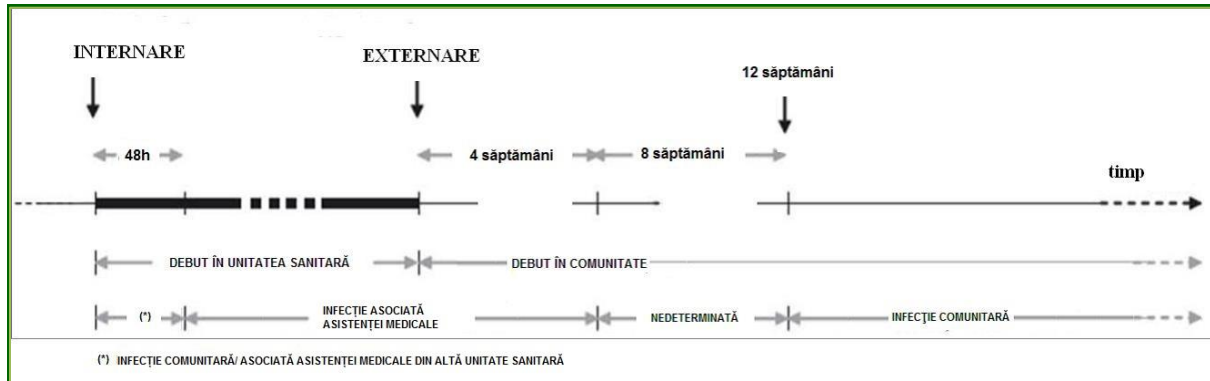 INTERNARE
EXTERNARE
12 săptămâni
48h
4 săptămâni
8 săptămâni
timp
DEBUT ÎN UNITATEA SANITARĂ
DEBUT ÎN COMUNITATE
(*)
INFECȚIE ASOCIATĂ
ASISTENȚEI MEDICALE
NEDETERMINATĂ
INFECŢIE COMUNITARĂ
(*) INFECȚIE COMUNITARĂ/ ASOCIATĂ ASISTENȚEI MEDICALE DIN ALTĂ UNITATE SANITARĂ